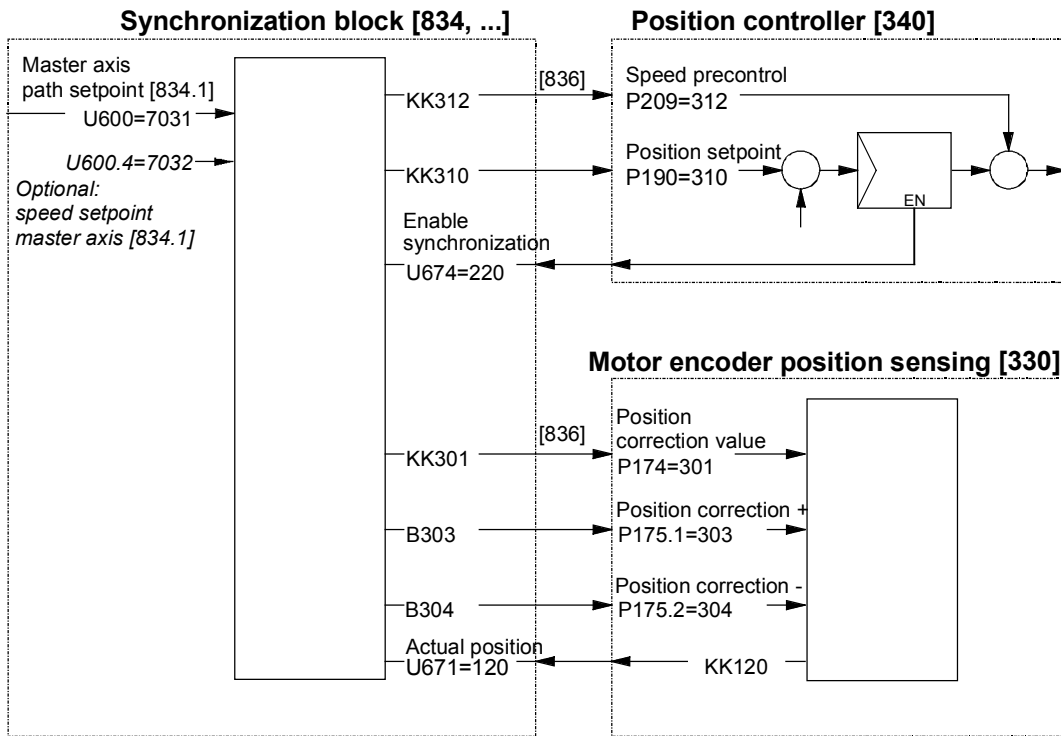 Synchronization block [834, ...]
Master axis
path setpoint [834.1]
U600=7031
U600.4=7032
Optional:
speed setpoint
master axis [834.1]
KK312
KK310
Enable
synchronization
U674=220
KK301
B303
B304
Actual position
U671=120
[836]
[836]
Position controller [340]
Speed precontrol
P209=312
Position setpoint
P190=310
EN
Motor encoder position sensing [330]
Position
correction value
P174=301
Position correction +
P175.1=303
Position correction -
P175.2=304
KK120